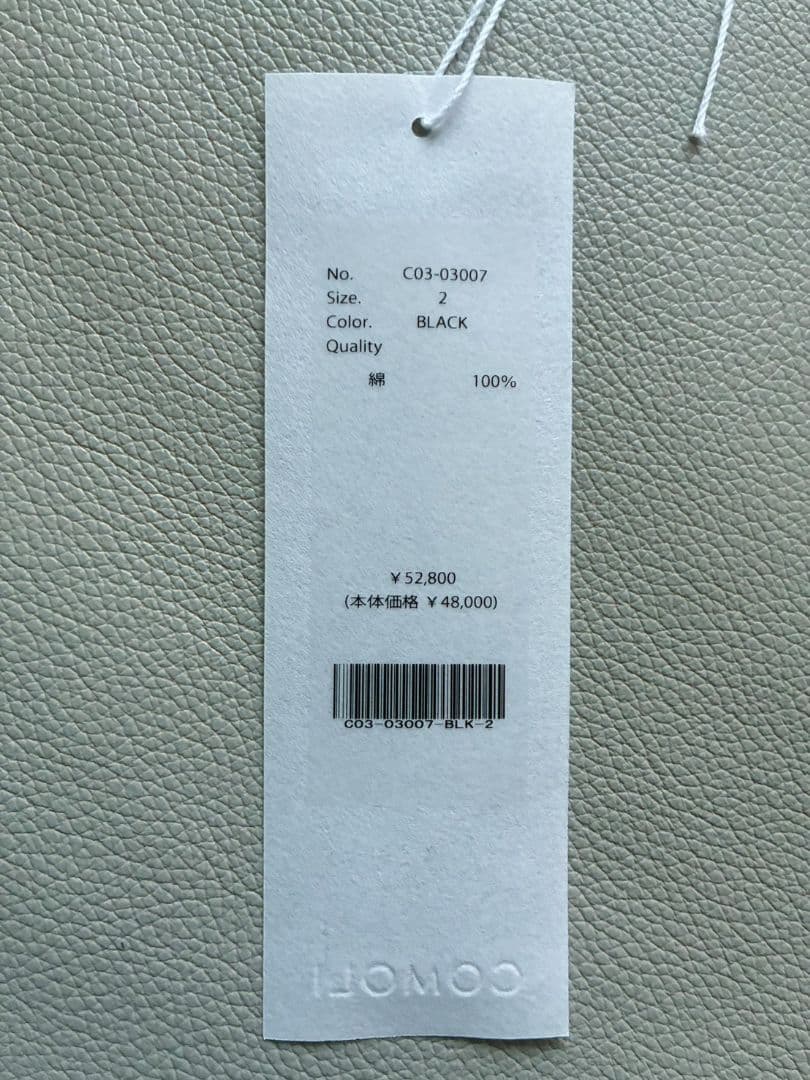 No. C03-03007
Size. 2
Color. BLACK
Quality
綿 100%
¥52,800
(本体価格 ¥48,000)
C03-03007-BLK-2
COMOLI